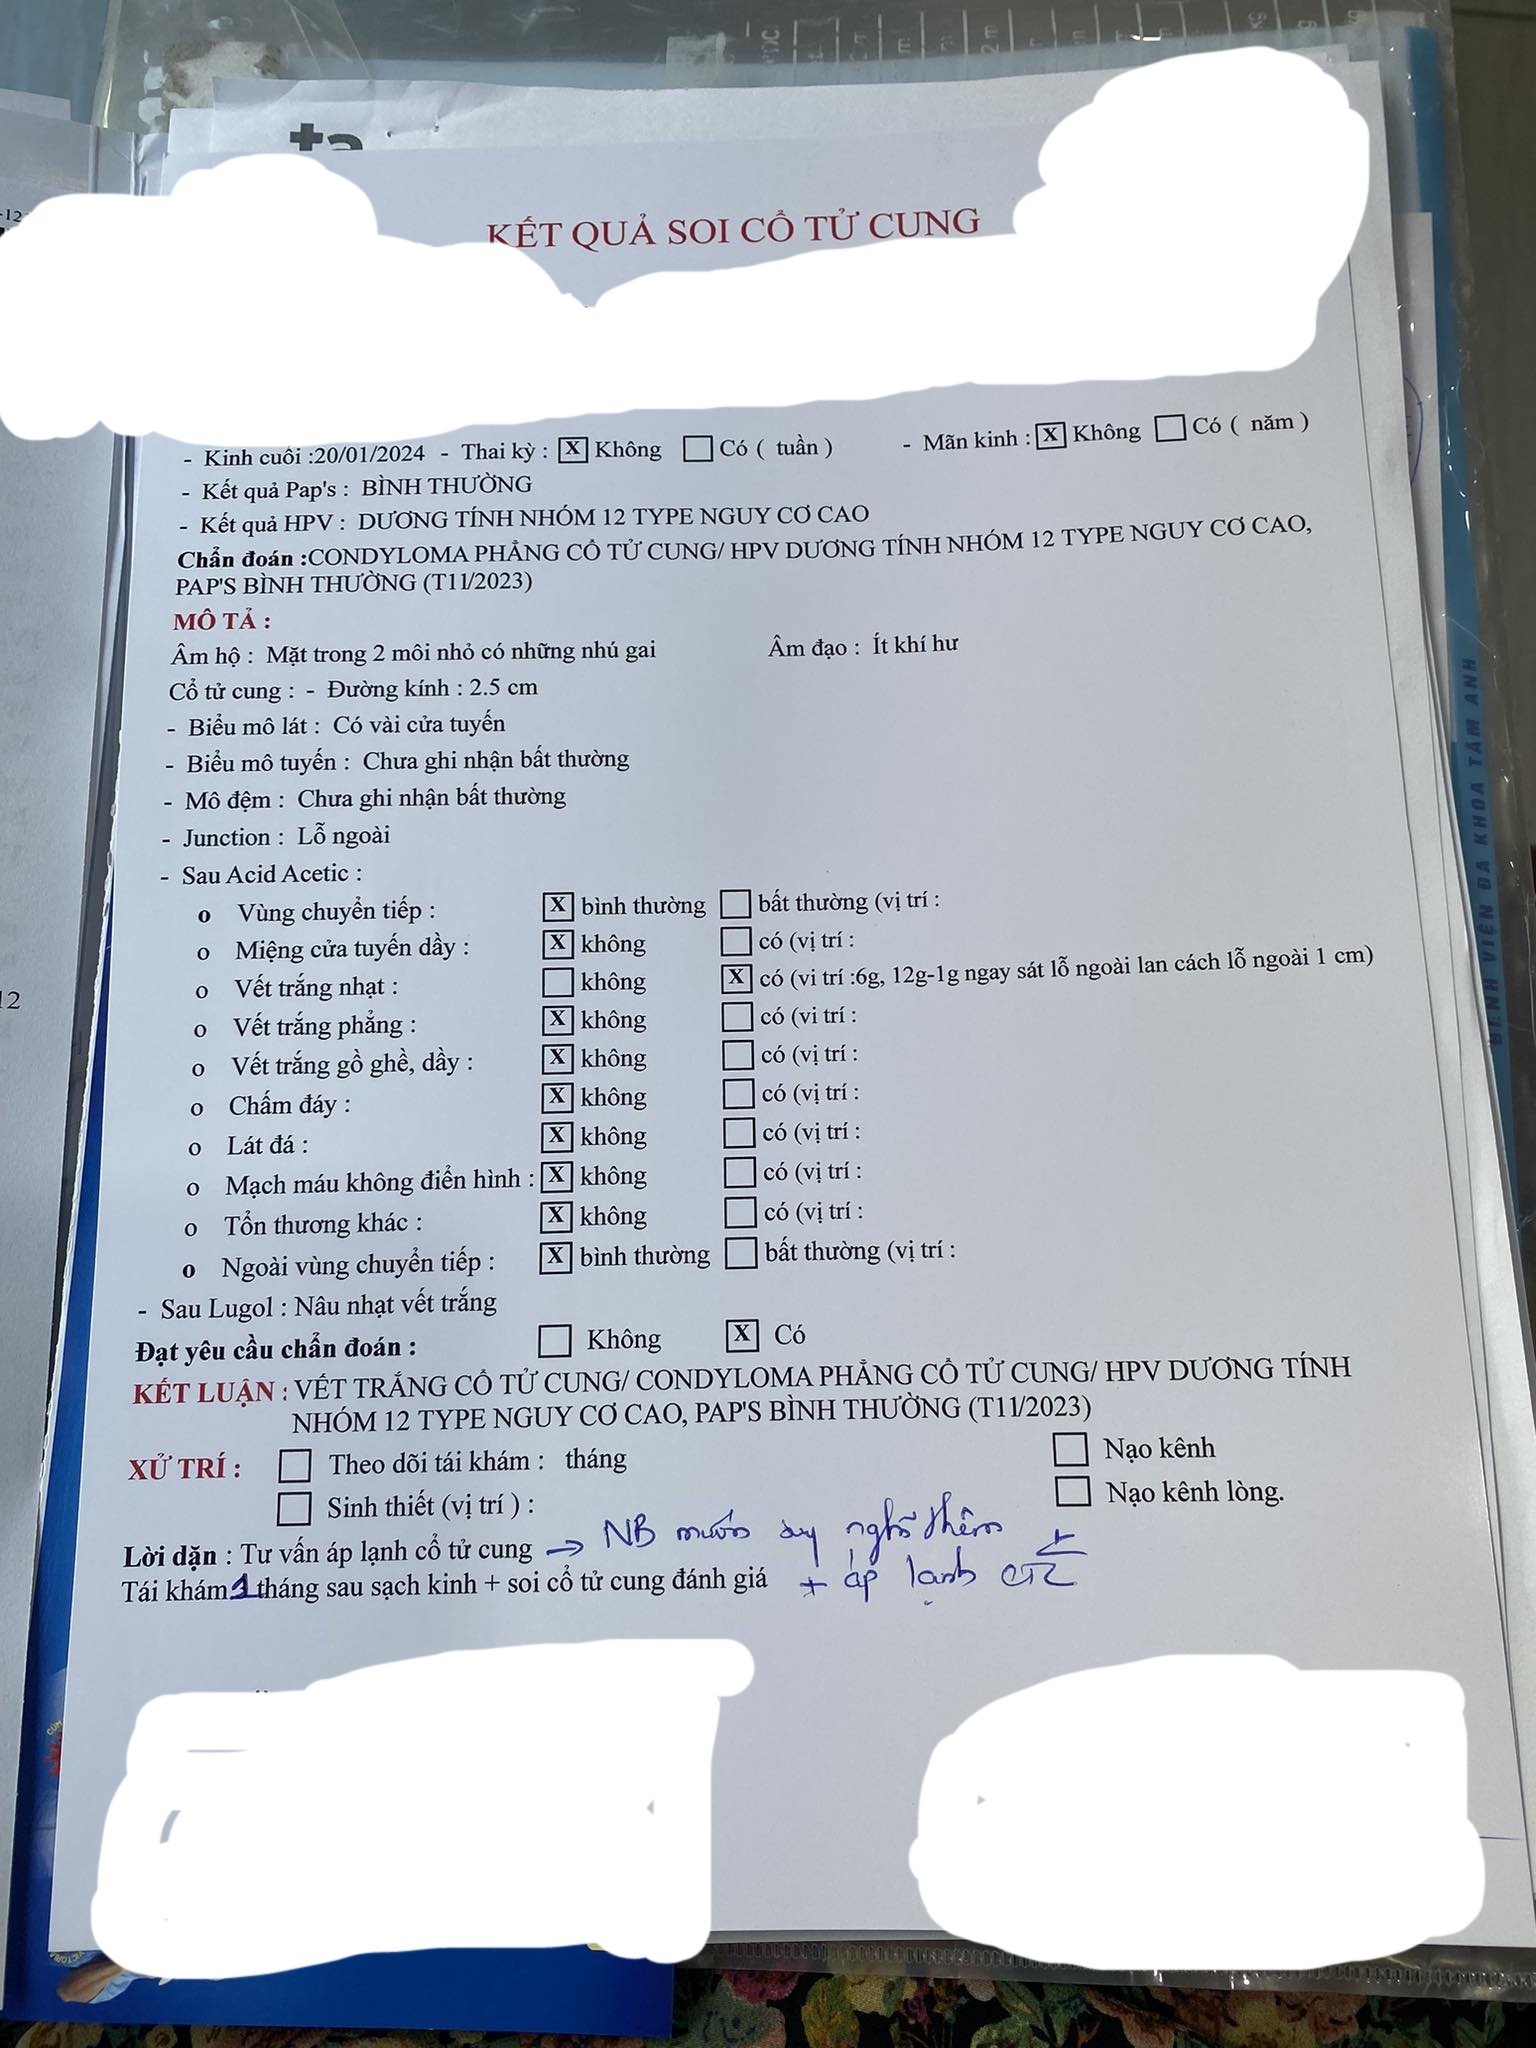 ta
-12
KẾT QUẢ SOI CỔ TỬ CUNG
- Kinh cuối :20/01/2024 - Thai kỳ : X Không Có ( tuần ) - Mãn kinh : X Không Có ( năm )
- Kết quả Pap's : BÌNH THƯỜNG
- Kết quả HPV : DƯƠNG TÍNH NHÓM 12 TYPE NGUY CƠ CAO
Chẩn đoán :CONDYLOMA PHẲNG CỔ TỬ CUNG/ HPV DƯƠNG TÍNH NHÓM 12 TYPE NGUY CƠ CAO,
PAP'S BÌNH THƯỜNG (T11/2023)
MÔ TẢ :
Âm hộ : Mặt trong 2 môi nhỏ có những nhú gai Âm đạo : Ít khí hư
Cổ tử cung : - Đường kính : 2.5 cm
- Biểu mô lát : Có vài cửa tuyến
- Biểu mô tuyến : Chưa ghi nhận bất thường
- Mô đệm : Chưa ghi nhận bất thường
- Junction : Lỗ ngoài
- Sau Acid Acetic :
o Vùng chuyển tiếp : X bình thường bất thường (vị trí :
o Miệng cửa tuyến dầy : X không có (vị trí :
o Vết trắng nhạt : không X có (vi trí :6g, 12g-1g ngay sát lỗ ngoài lan cách lỗ ngoài 1 cm)
o Vết trắng phẳng : X không có (vi trí :
o Vết trắng gồ ghề, dầy : X không có (vị trí :
o Chấm đáy : X không có (vị trí :
o Lát đá : X không có (vị trí :
o Mạch máu không điển hình : X không có (vị trí :
o Tổn thương khác : X không có (vị trí :
o Ngoài vùng chuyển tiếp : X bình thường bất thường (vị trí :
- Sau Lugol : Nâu nhạt vết trắng
Đạt yêu cầu chẩn đoán : Không X Có
KẾT LUẬN : VẾT TRẮNG CỔ TỬ CUNG/ CONDYLOMA PHẲNG CỔ TỬ CUNG/ HPV DƯƠNG TÍNH
NHÓM 12 TYPE NGUY CƠ CAO, PAP'S BÌNH THƯỜNG (T11/2023)
XỬ TRÍ : Theo dõi tái khám : tháng Nạo kênh
Sinh thiết (vị trí ) : Nạo kênh lòng.
Lời dặn : Tư vấn áp lạnh cổ tử cung → NB muốn suy nghĩ thêm
Tái khám 1 tháng sau sạch kinh + soi cổ tử cung đánh giá + áp lạnh CTC
12
BỆNH VIỆN ĐA KHOA TÂM ANH